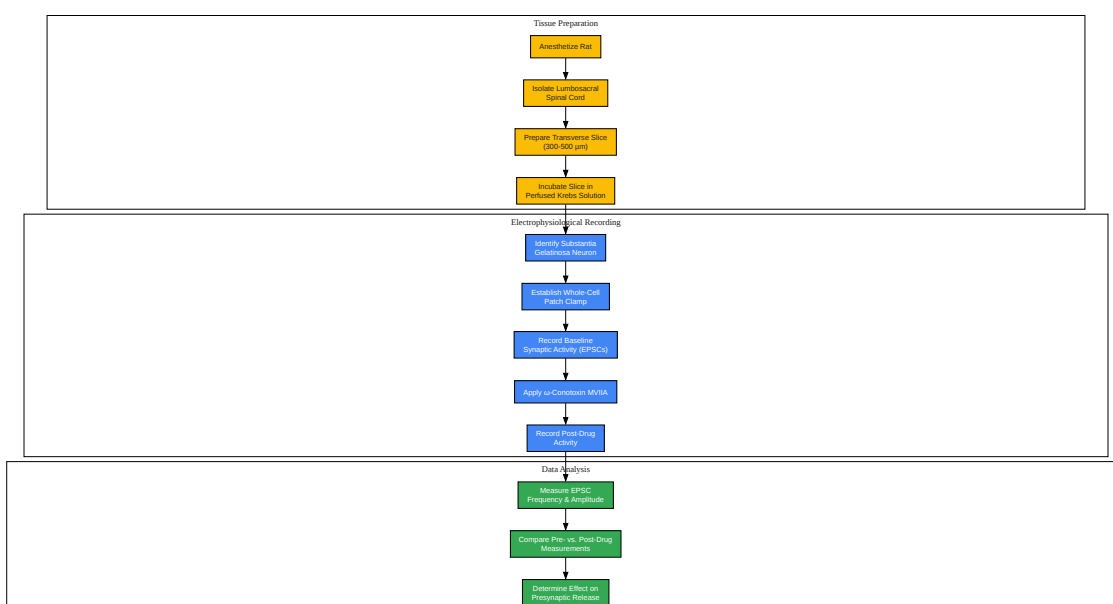 Tissue Preparation
Anesthetize Rat
Isolate Lumbosacral
Spinal Cord
Prepare Transverse Slice
(300-500 µm)
Incubate Slice in
Perfused Krebs Solution
Electrophysiological Recording
Identify Substantia
Gelatinosa Neuron
Establish Whole-Cell
Patch Clamp
Record Baseline
Synaptic Activity (EPSCs)
Apply ω-Conotoxin MVIIA
Record Post-Drug
Activity
Data Analysis
Measure EPSC
Frequency & Amplitude
Compare Pre- vs. Post-Drug
Measurements
Determine Effect on
Presynaptic Release